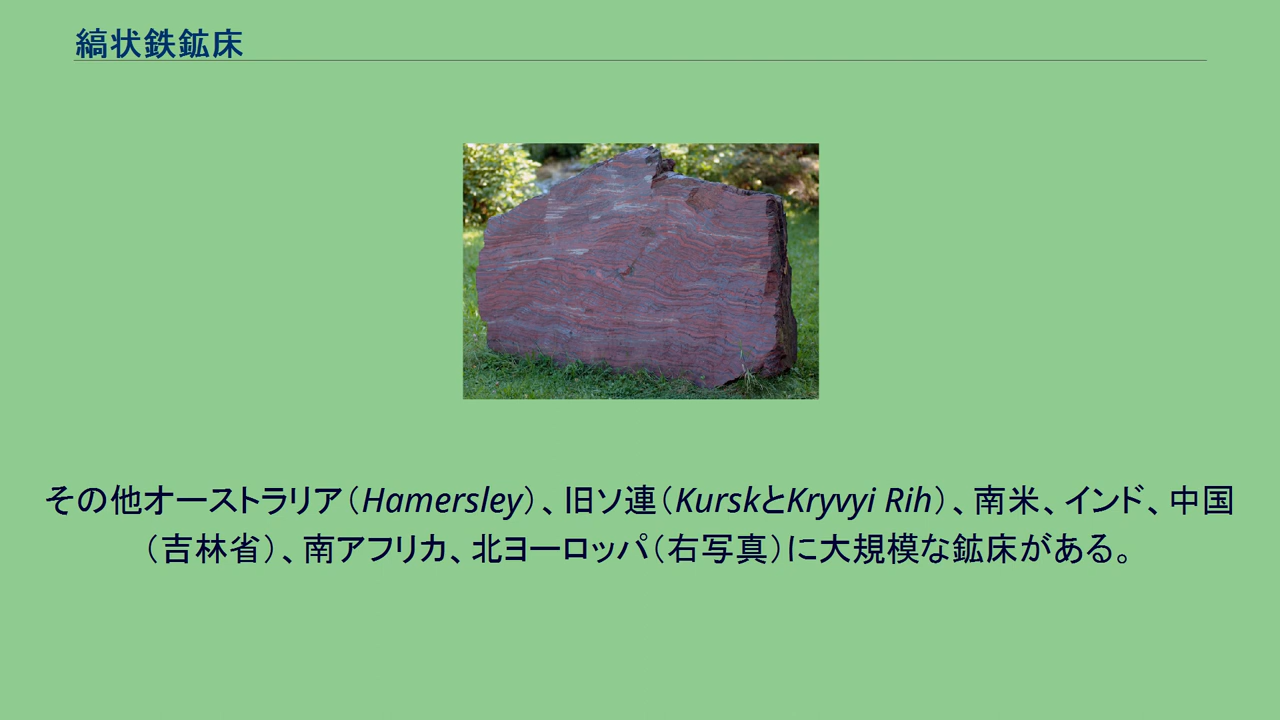 縞状鉄鉱床
その他オーストラリア（Hamersley）、旧ソ連（KurskとKryvyi Rih）、南米、インド、中国
（吉林省）、南アフリカ、北ヨーロッパ（右写真）に大規模な鉱床がある。